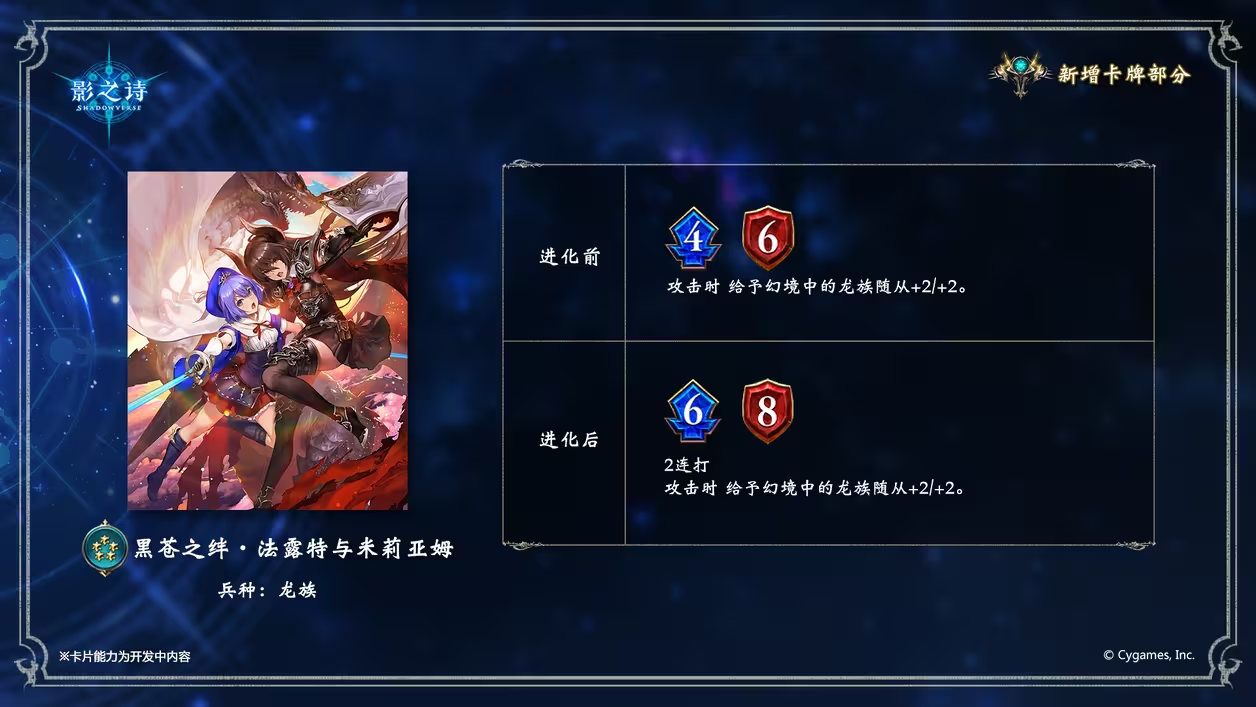 影之诗
SHADOWVERSE
新增卡牌部分
进化前
4 6
攻击时 给予幻境中的龙族随从+2/+2。
进化后
6 8
2连打
攻击时 给予幻境中的龙族随从+2/+2。
黑苍之绊·法露特与米莉亚姆
兵种：龙族
※卡片能力为开发中内容
© Cygames, Inc.